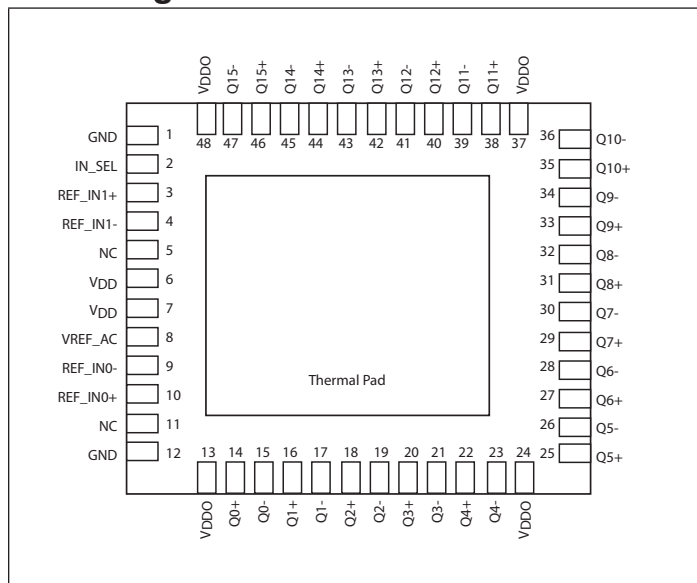 VDDO
Q15-
Q15+
Q14-
Q14+
Q13-
Q13+
Q12-
Q12+
Q11-
Q11+
VDDO
48 47 46 45 44 43 42 41 40 39 38 37
GND 1
IN_SEL 2
REF_IN1+ 3
REF_IN1- 4
NC 5
VDD 6
VDD 7
VREF_AC 8
REF_IN0- 9
REF_IN0+ 10
NC 11
GND 12
36 Q10-
35 Q10+
34 Q9-
33 Q9+
32 Q8-
31 Q8+
30 Q7-
29 Q7+
28 Q6-
27 Q6+
26 Q5-
25 Q5+
Thermal Pad
13 14 15 16 17 18 19 20 21 22 23 24
VDDO
Q0+
Q0-
Q1+
Q1-
Q2+
Q2-
Q3+
Q3-
Q4+
Q4-
VDDO